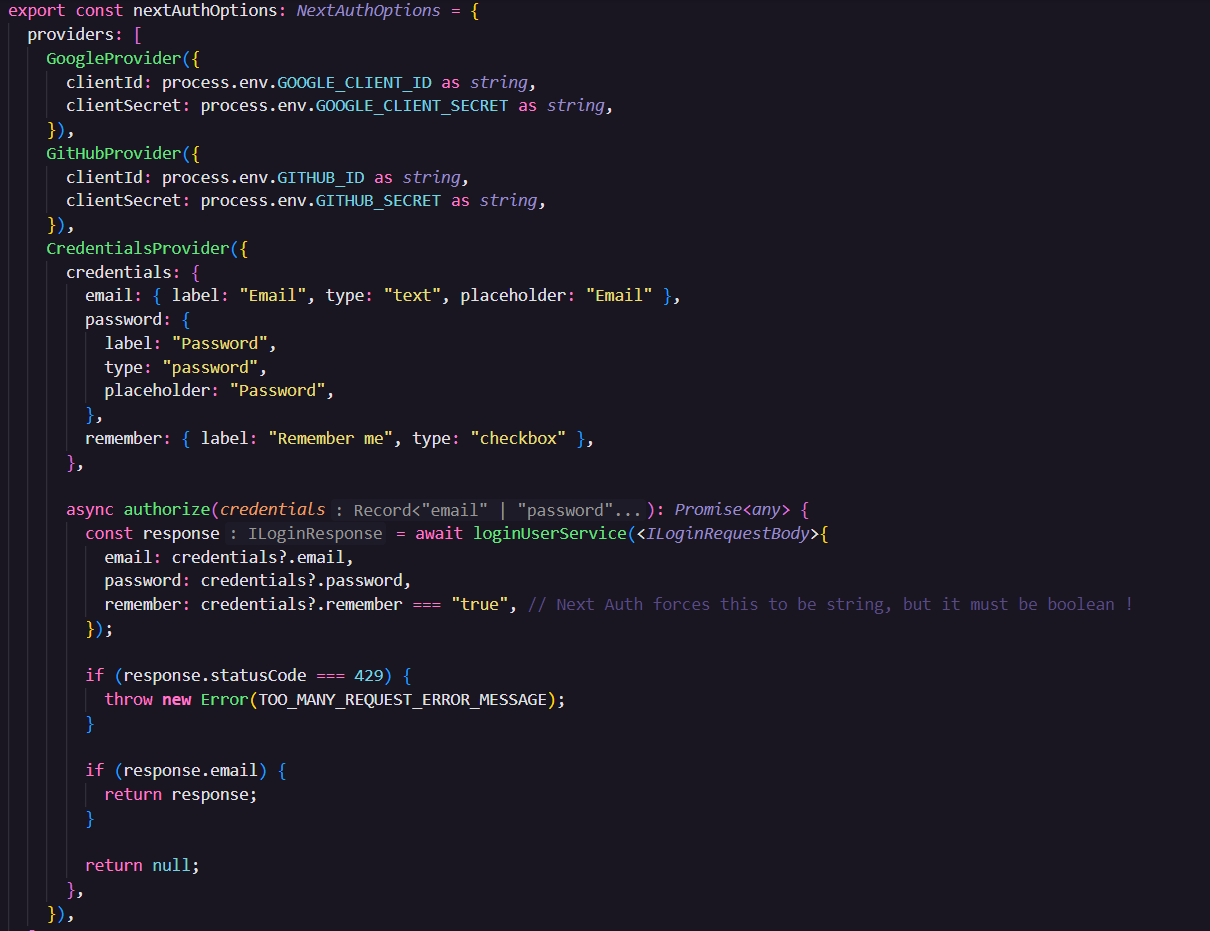 export const nextAuthOptions: NextAuthOptions = {
  providers: [
    GoogleProvider({
      clientId: process.env.GOOGLE_CLIENT_ID as string,
      clientSecret: process.env.GOOGLE_CLIENT_SECRET as string,
    }),
    GitHubProvider({
      clientId: process.env.GITHUB_ID as string,
      clientSecret: process.env.GITHUB_SECRET as string,
    }),
    CredentialsProvider({
      credentials: {
        email: { label: "Email", type: "text", placeholder: "Email" },
        password: {
          label: "Password",
          type: "password",
          placeholder: "Password",
        },
        remember: { label: "Remember me", type: "checkbox" },
      },

      async authorize(credentials: Record<"email" | "password"...): Promise<any> {
        const response: ILoginResponse = await loginUserService(<ILoginRequestBody>{
          email: credentials?.email,
          password: credentials?.password,
          remember: credentials?.remember === "true", // Next Auth forces this to be string, but it must be boolean !
        });

        if (response.statusCode === 429) {
          throw new Error(TOO_MANY_REQUEST_ERROR_MESSAGE);
        }

        if (response.email) {
          return response;
        }

        return null;
      },
    }),